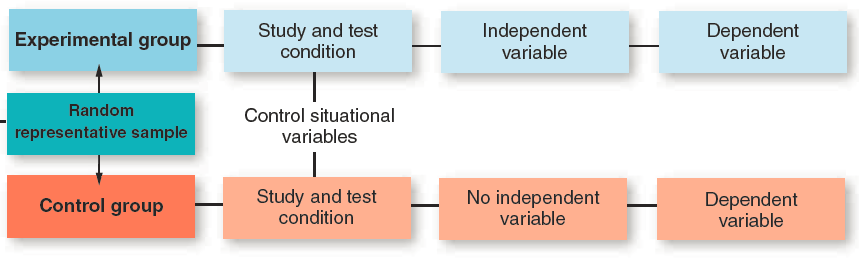 Experimental group
Study and test
condition
Independent
variable
Dependent
variable
Random
representative sample
Control situational
variables
Control group
Study and test
condition
No independent
variable
Dependent
variable